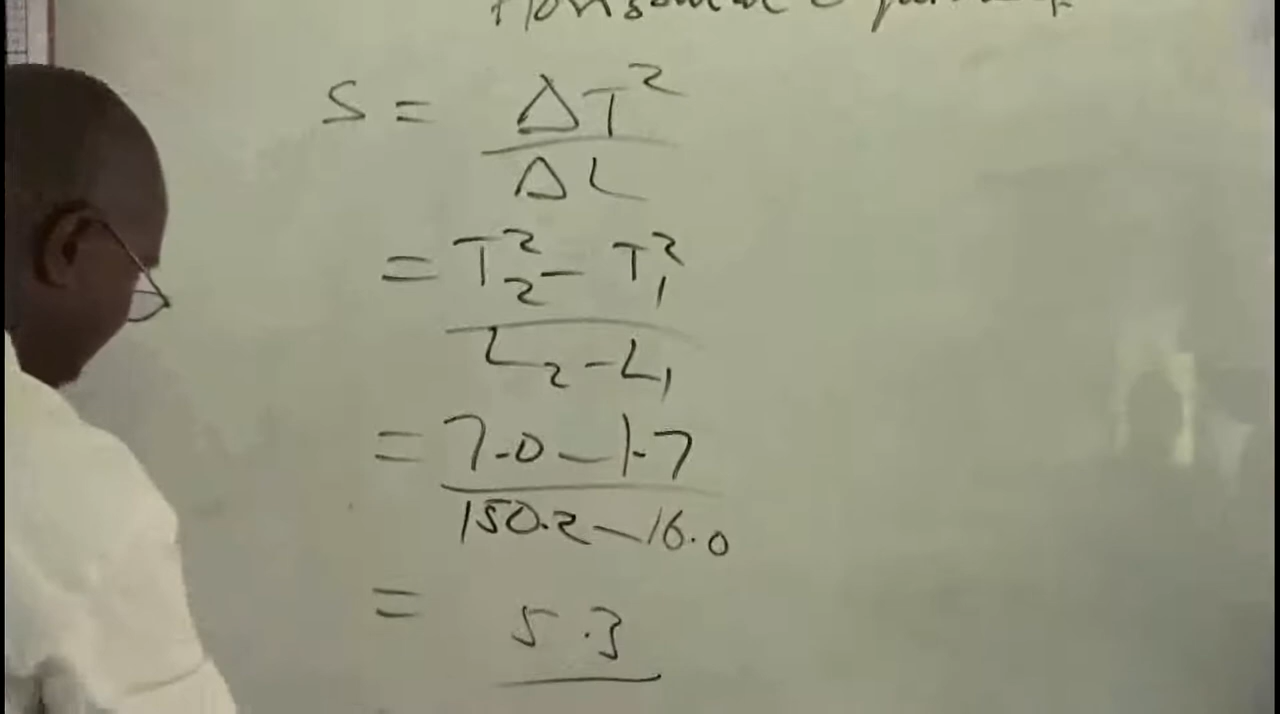 S = ΔT²
ΔL
= T₂² - T₁²
L₂ - L₁
= 7.0 - 1.7
150.2 - 16.0
= 5.3